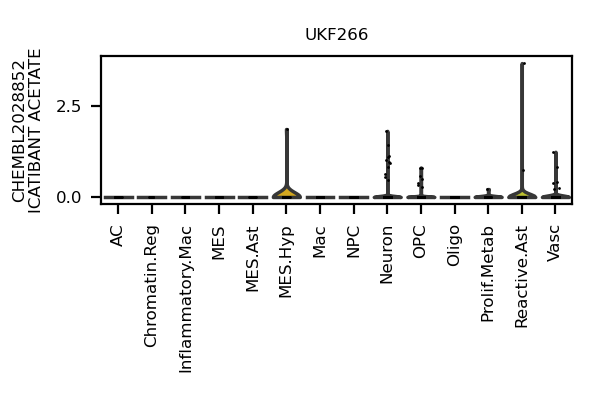 UKF266
CHEMBL2028852
ICATIBANT ACETATE
2.5
0.0
AC
Chromatin.Reg
Inflammatory.Mac
MES
MES.Ast
MES.Hyp
Mac
NPC
Neuron
OPC
Oligo
Prolif.Metab
Reactive.Ast
Vasc